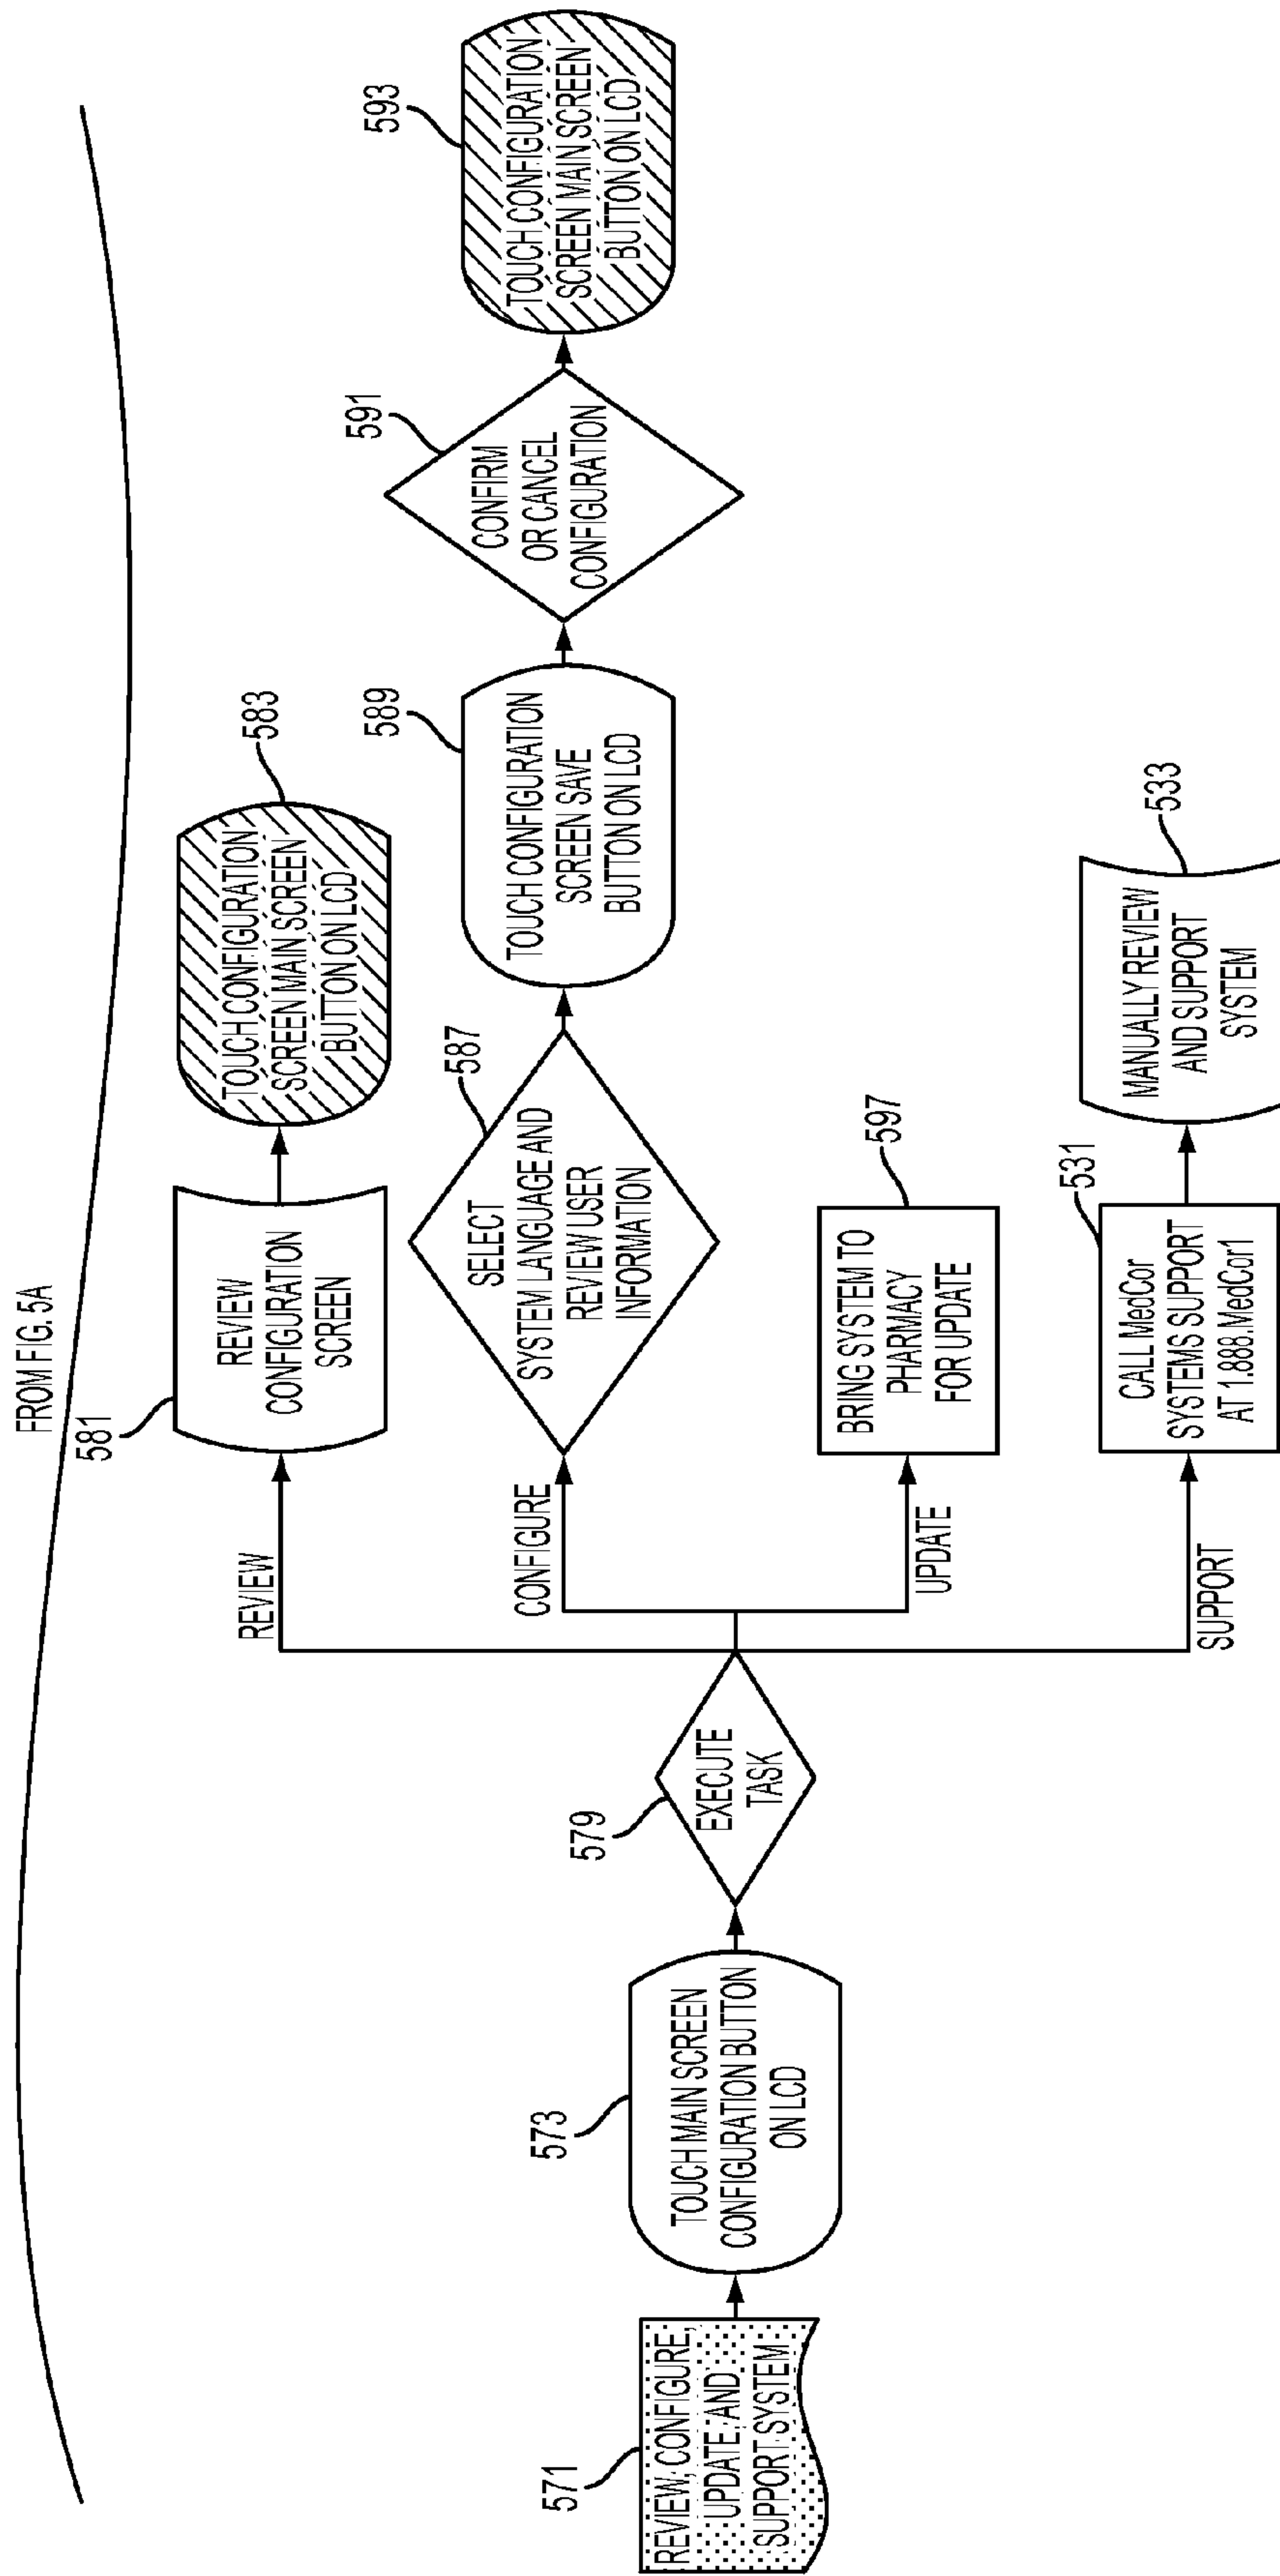 FROM FIG. 5A
571
REVIEW, CONFIGURE,
UPDATE, AND
SUPPORT SYSTEM
573
TOUCH MAIN SCREEN
CONFIGURATION BUTTON
ON LCD
579
EXECUTE
TASK
REVIEW
581
REVIEW
CONFIGURATION
SCREEN
583
TOUCH CONFIGURATION
SCREEN MAIN SCREEN
BUTTON ON LCD
CONFIGURE
587
SELECT
SYSTEM LANGUAGE AND
REVIEW USER
INFORMATION
589
TOUCH CONFIGURATION
SCREEN SAVE
BUTTON ON LCD
591
CONFIRM
OR CANCEL
CONFIGURATION
593
TOUCH CONFIGURATION
SCREEN MAIN SCREEN
BUTTON ON LCD
UPDATE
597
BRING SYSTEM TO
PHARMACY
FOR UPDATE
SUPPORT
531
CALL MedCor
SYSTEMS SUPPORT
AT 1.888.MedCor1
533
MANUALLY REVIEW
AND SUPPORT
SYSTEM